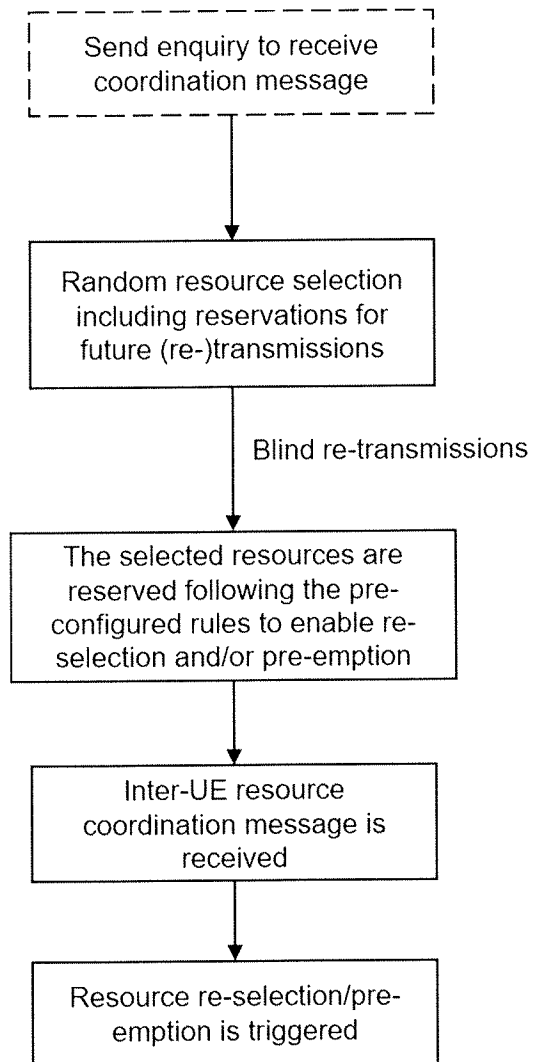 Send enquiry to receive
coordination message
Random resource selection
including reservations for
future (re-)transmissions
Blind re-transmissions
The selected resources are
reserved following the pre-
configured rules to enable re-
selection and/or pre-emption
Inter-UE resource
coordination message is
received
Resource re-selection/pre-
emption is triggered